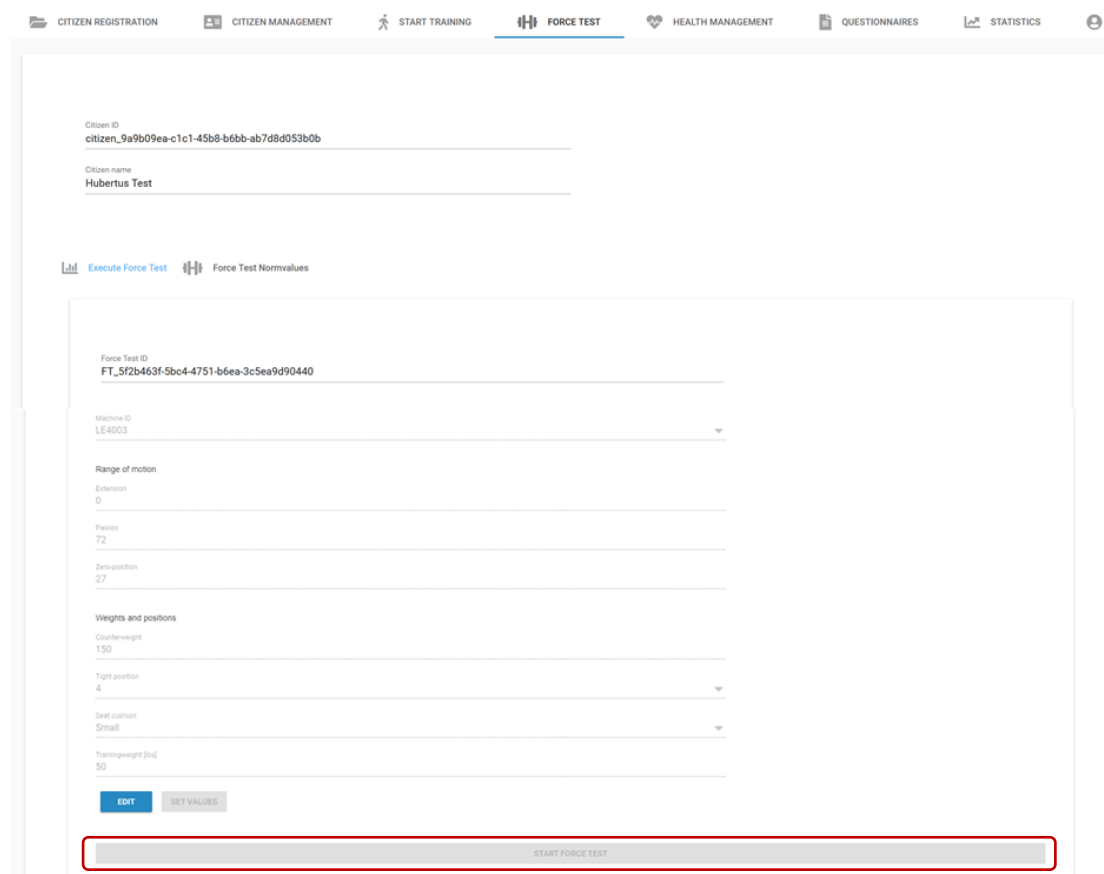 CITIZEN REGISTRATION CITIZEN MANAGEMENT START TRAINING FORCE TEST HEALTH MANAGEMENT QUESTIONNAIRES STATISTICS
Citizen ID
citizen_9a9b09ea-c1c1-45b8-b6bb-ab7d8d053b0b
Citizen name
Hubertus Test
Execute Force Test Force Test Normvalues
Force Test ID
FT_5f2b463f-5bc4-4751-b6ea-3c5ea9d90440
Machine ID
LE4003
Range of motion
Extension
0
Flexion
72
Zero-position
27
Weights and positions
Counterweight
150
Tight position
4
Seat cushion
Small
Trainingweight [lbs]
50
EDIT SET VALUES
START FORCE TEST